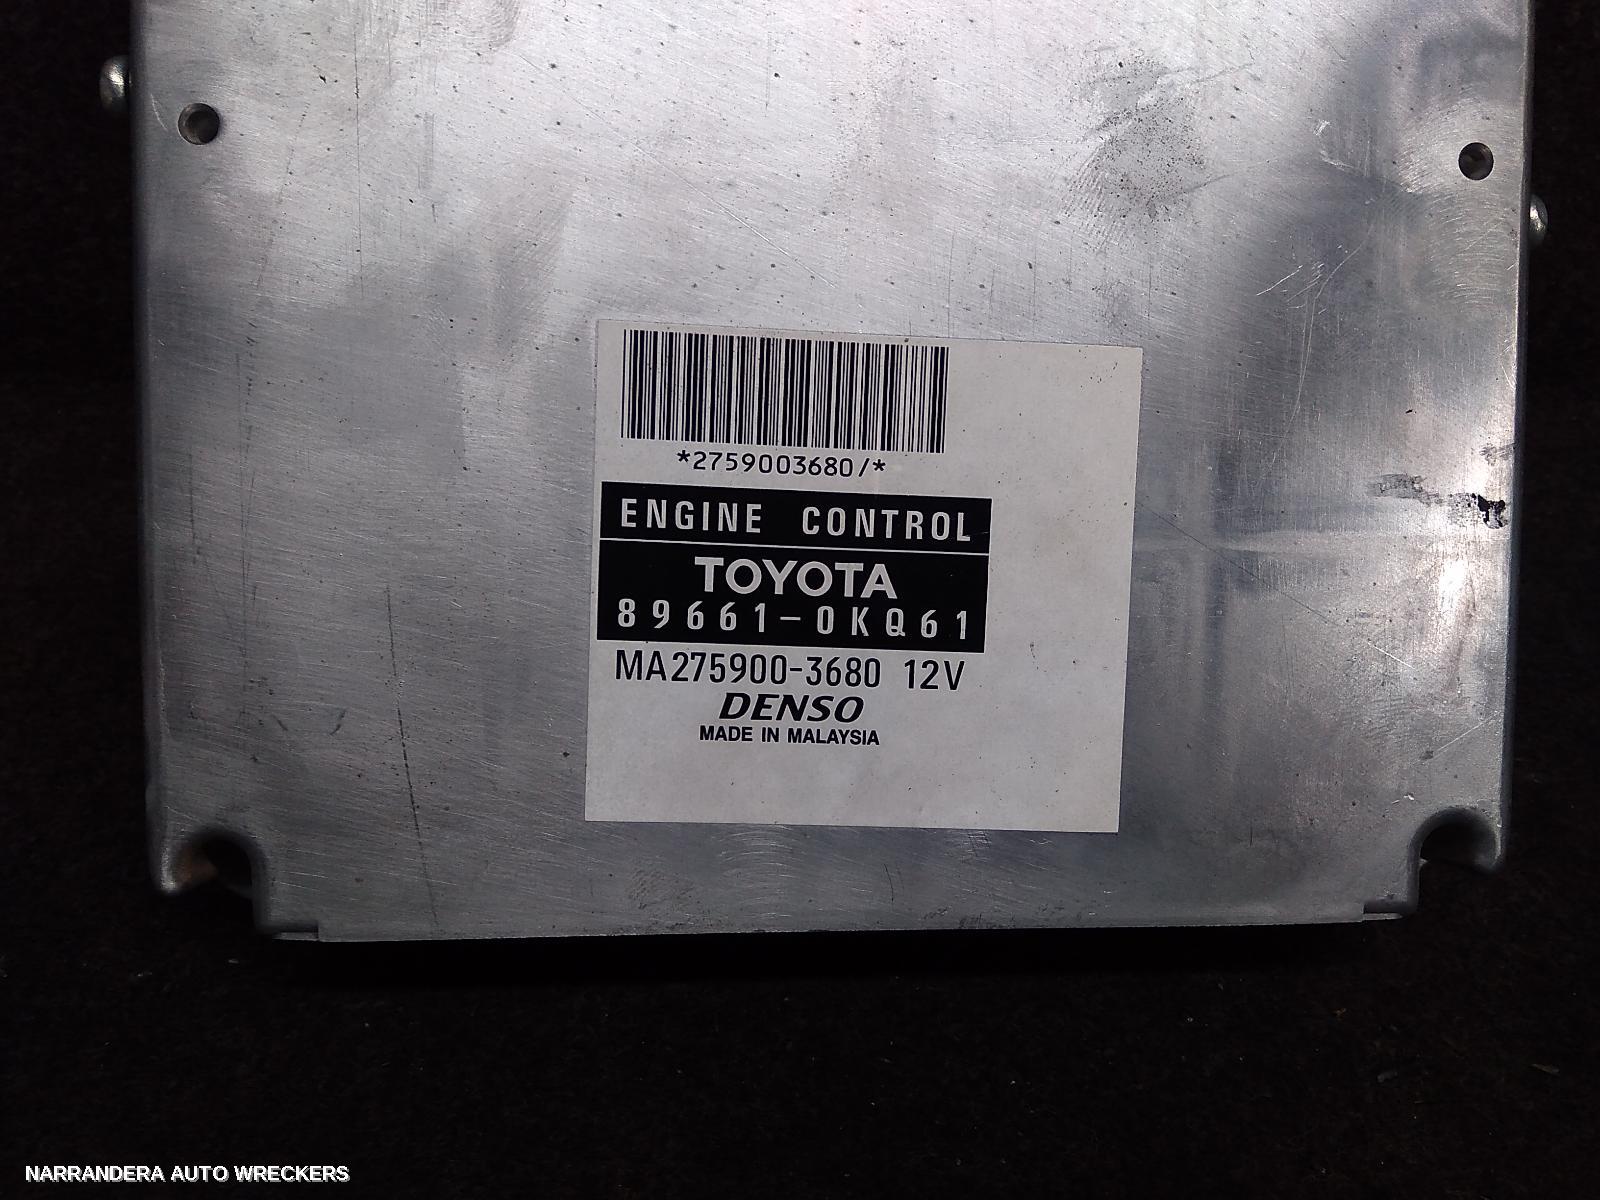 *2759003680/*
ENGINE CONTROL
TOYOTA
89661-0KQ61
MA275900-3680 12V
DENSO
MADE IN MALAYSIA
NARRANDERA AUTO WRECKERS